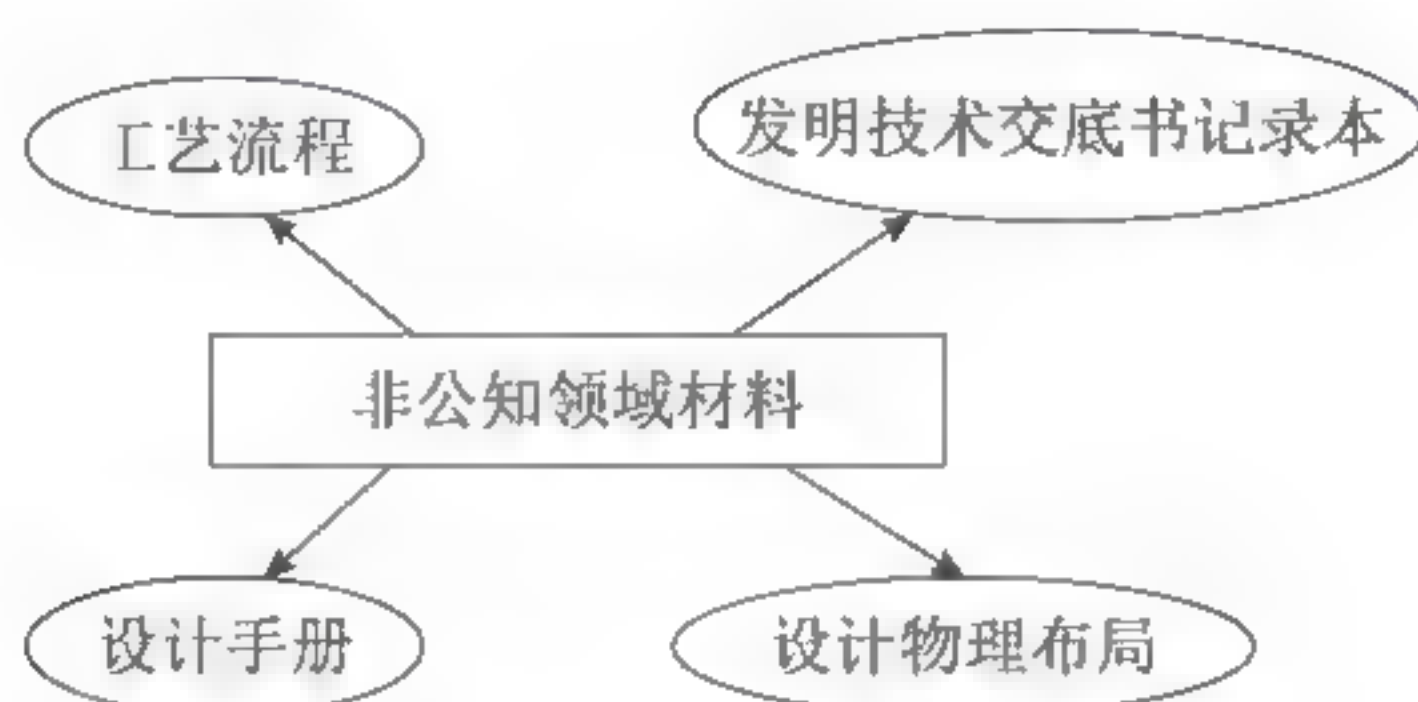 工艺流程
发明技术交底书记录本
非公知领域材料
设计手册
设计物理布局